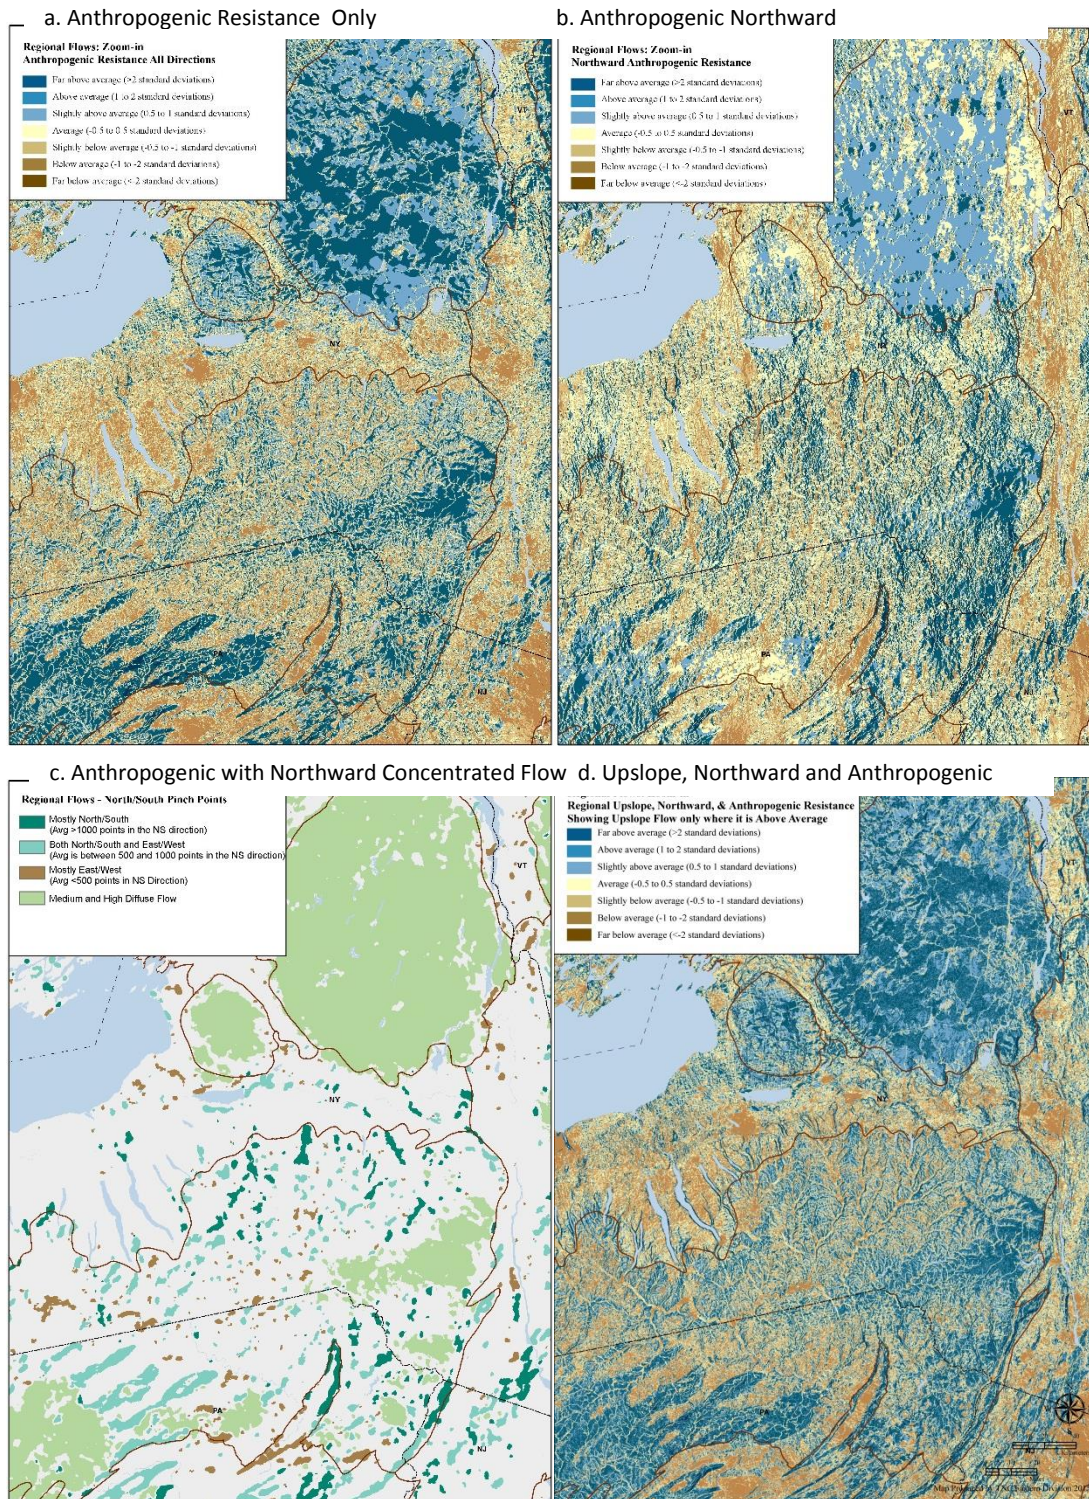 a. Anthropogenic Resistance Only
b. Anthropogenic Northward
Regional Flows: Zoom-in
Anthropogenic Resistance All Directions
Far above average (>2 standard deviations)
Above average (1 to 2 standard deviations)
Slightly above average (0.5 to 1 standard deviations)
Average (-0.5 to 0.5 standard deviations)
Slightly below average (-0.5 to -1 standard deviations)
Below average (-1 to -2 standard deviations)
Far below average (<-2 standard deviations)
VT
NY
PA
NJ
Regional Flows: Zoom-in
Northward Anthropogenic Resistance
Far above average (>2 standard deviations)
Above average (1 to 2 standard deviations)
Slightly above average (0.5 to 1 standard deviations)
Average (-0.5 to 0.5 standard deviations)
Slightly below average (-0.5 to -1 standard deviations)
Below average (-1 to -2 standard deviations)
Far below average (<-2 standard deviations)
VT
NY
PA
NJ
c. Anthropogenic with Northward Concentrated Flow
d. Upslope, Northward and Anthropogenic
Regional Flows - North/South Pinch Points
Mostly North/South
(Avg >1000 points in the NS direction)
Both North/South and East/West
(Avg is between 500 and 1000 points in the NS direction)
Mostly East/West
(Avg <500 points in NS Direction)
Medium and High Diffuse Flow
VT
NY
PA
NJ
Regional Upslope, Northward, & Anthropogenic Resistance
Showing Upslope Flow only where it is Above Average
Far above average (>2 standard deviations)
Above average (1 to 2 standard deviations)
Slightly above average (0.5 to 1 standard deviations)
Average (-0.5 to 0.5 standard deviations)
Slightly below average (-0.5 to -1 standard deviations)
Below average (-1 to -2 standard deviations)
Far below average (<-2 standard deviations)
VT
NY
PA
NJ